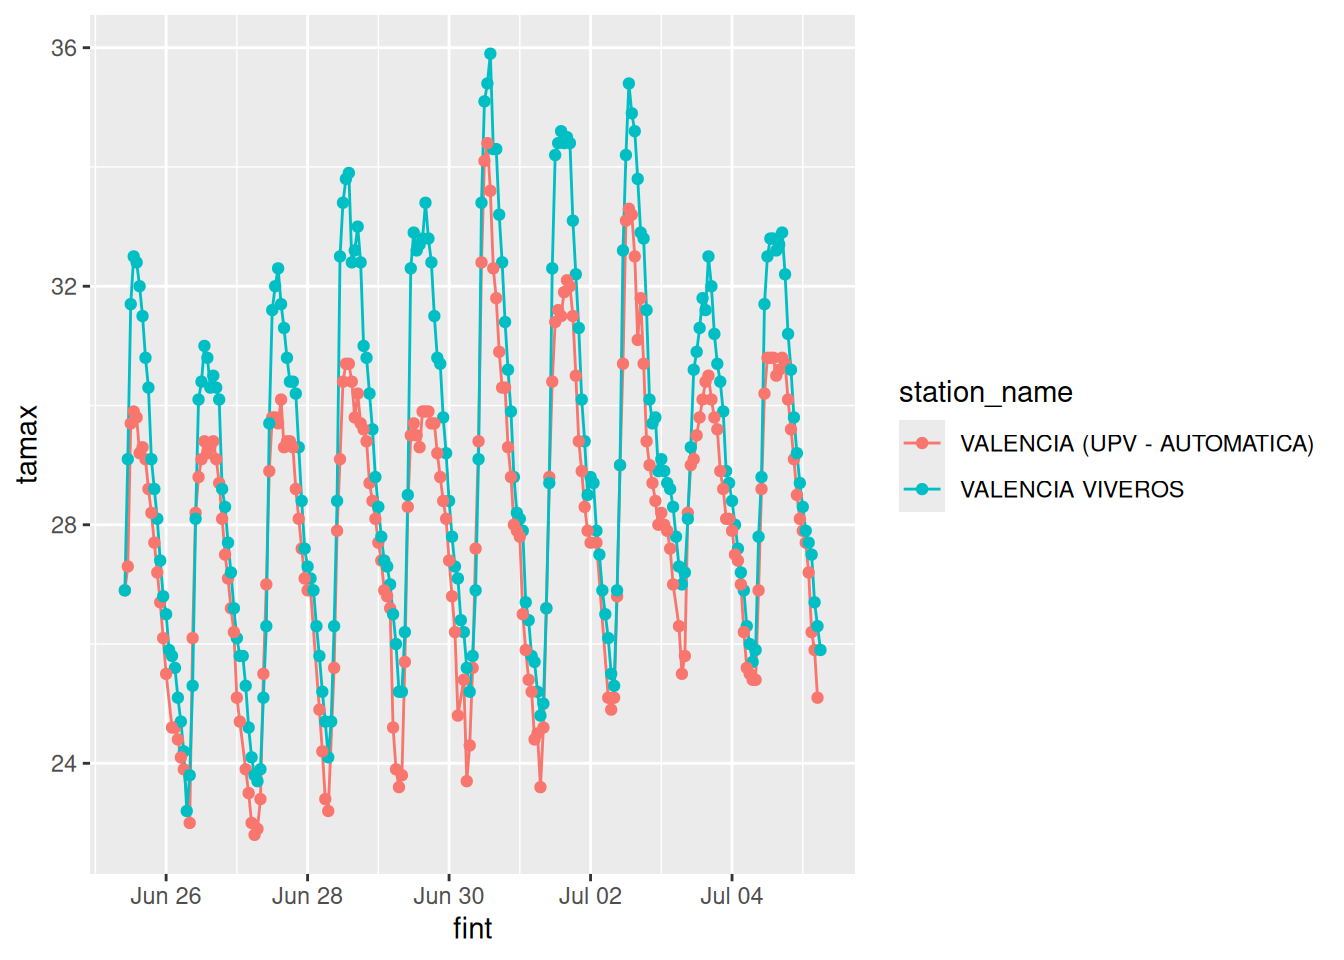 36
32
28
24
tamax
Jun 26
Jun 28
Jun 30
Jul 02
Jul 04
fint
station_name
VALENCIA (UPV - AUTOMATICA)
VALENCIA VIVEROS